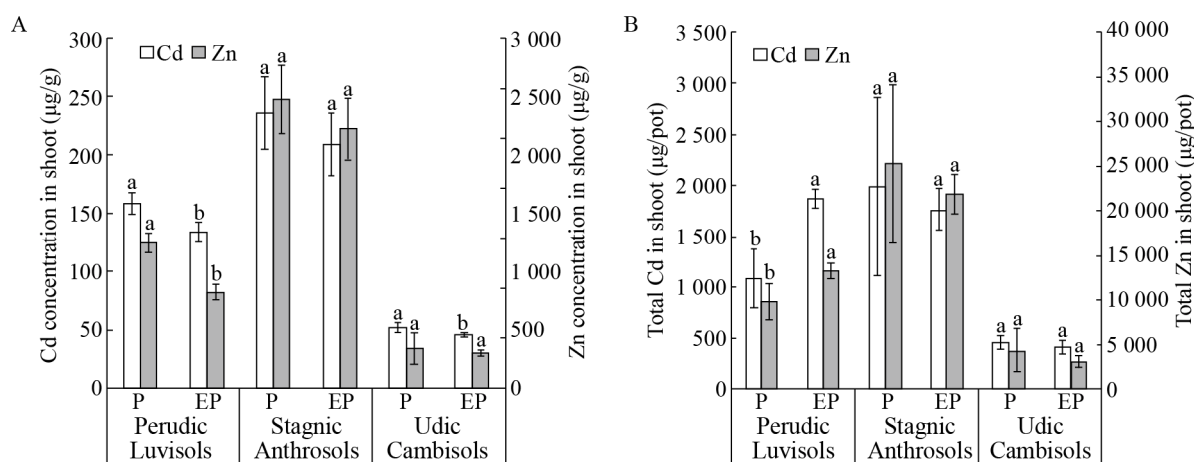 A
Cd
Zn
Cd concentration in shoot (μg/g)
300
250
200
150
100
50
0
Zn concentration in shoot (μg/g)
3 000
2 500
2 000
1 500
1 000
500
0
a
a
b
b
a
a
a
a
a
a
b
a
P
EP
P
EP
P
EP
Perudic
Luvisols
Stagnic
Anthrosols
Udic
Cambisols
B
Cd
Zn
Total Cd in shoot (μg/pot)
3 500
3 000
2 500
2 000
1 500
1 000
500
0
Total Zn in shoot (μg/pot)
40 000
35 000
30 000
25 000
20 000
15 000
10 000
5 000
0
b
b
a
a
a
a
a
a
a
a
a
a
P
EP
P
EP
P
EP
Perudic
Luvisols
Stagnic
Anthrosols
Udic
Cambisols